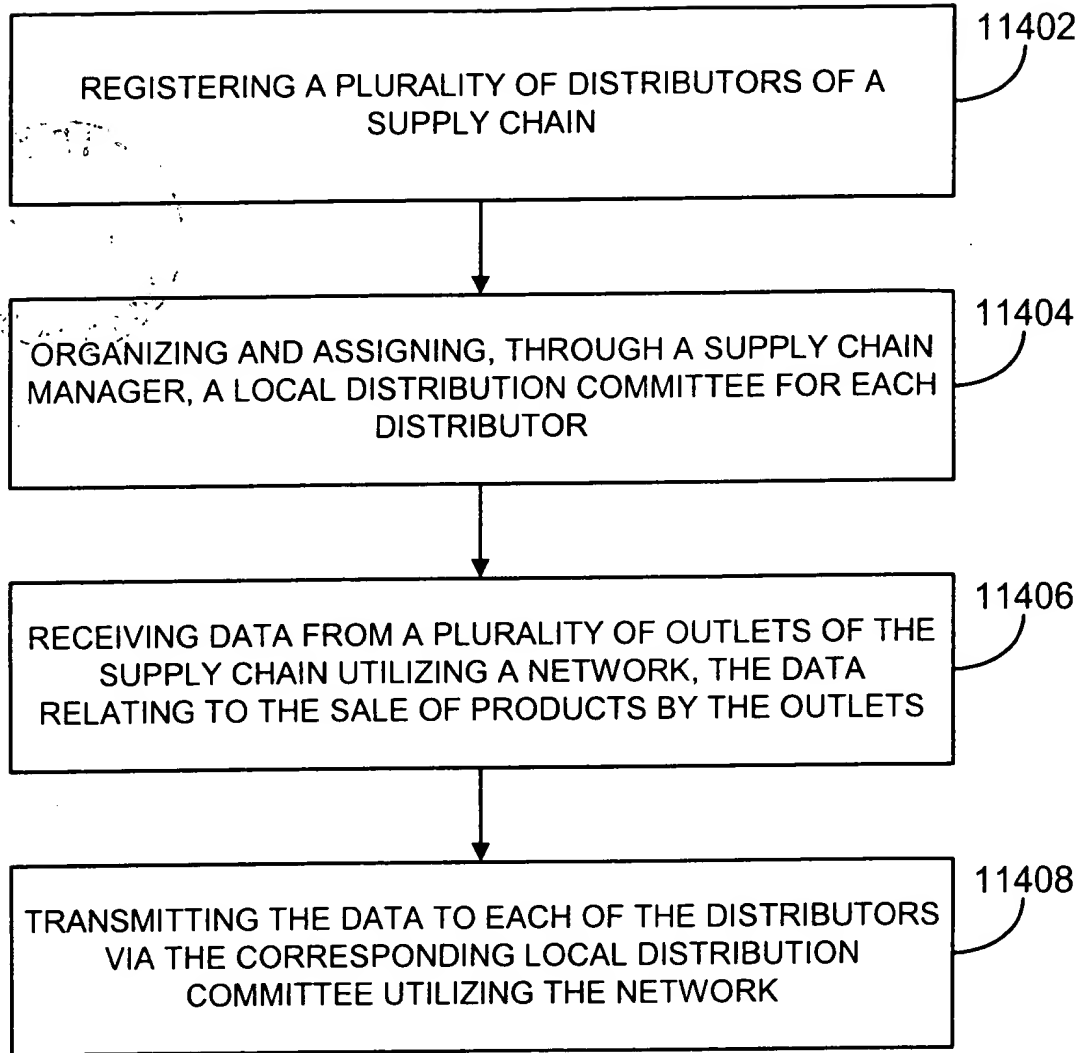 11402
REGISTERING A PLURALITY OF DISTRIBUTORS OF A
SUPPLY CHAIN
11404
ORGANIZING AND ASSIGNING, THROUGH A SUPPLY CHAIN
MANAGER, A LOCAL DISTRIBUTION COMMITTEE FOR EACH
DISTRIBUTOR
11406
RECEIVING DATA FROM A PLURALITY OF OUTLETS OF THE
SUPPLY CHAIN UTILIZING A NETWORK, THE DATA
RELATING TO THE SALE OF PRODUCTS BY THE OUTLETS
11408
TRANSMITTING THE DATA TO EACH OF THE DISTRIBUTORS
VIA THE CORRESPONDING LOCAL DISTRIBUTION
COMMITTEE UTILIZING THE NETWORK